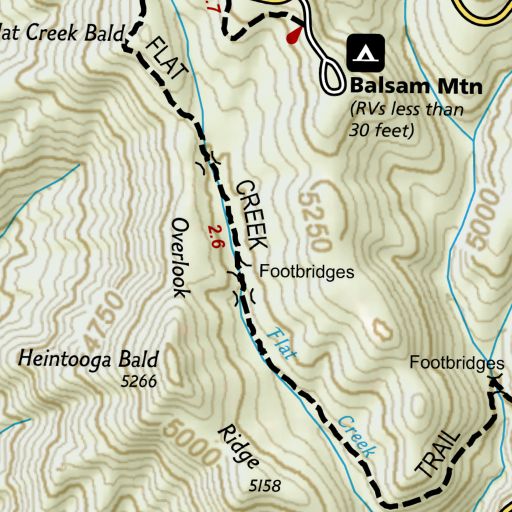 .7
lat Creek Bald
FLAT
Balsam Mtn
(RVs less than
30 feet)
CREEK
5250
5000
Overlook
2.6
Footbridges
4750
Flat
Heintooga Bald
5266
Footbridges
Creek
5000
Ridge
5158
TRAIL